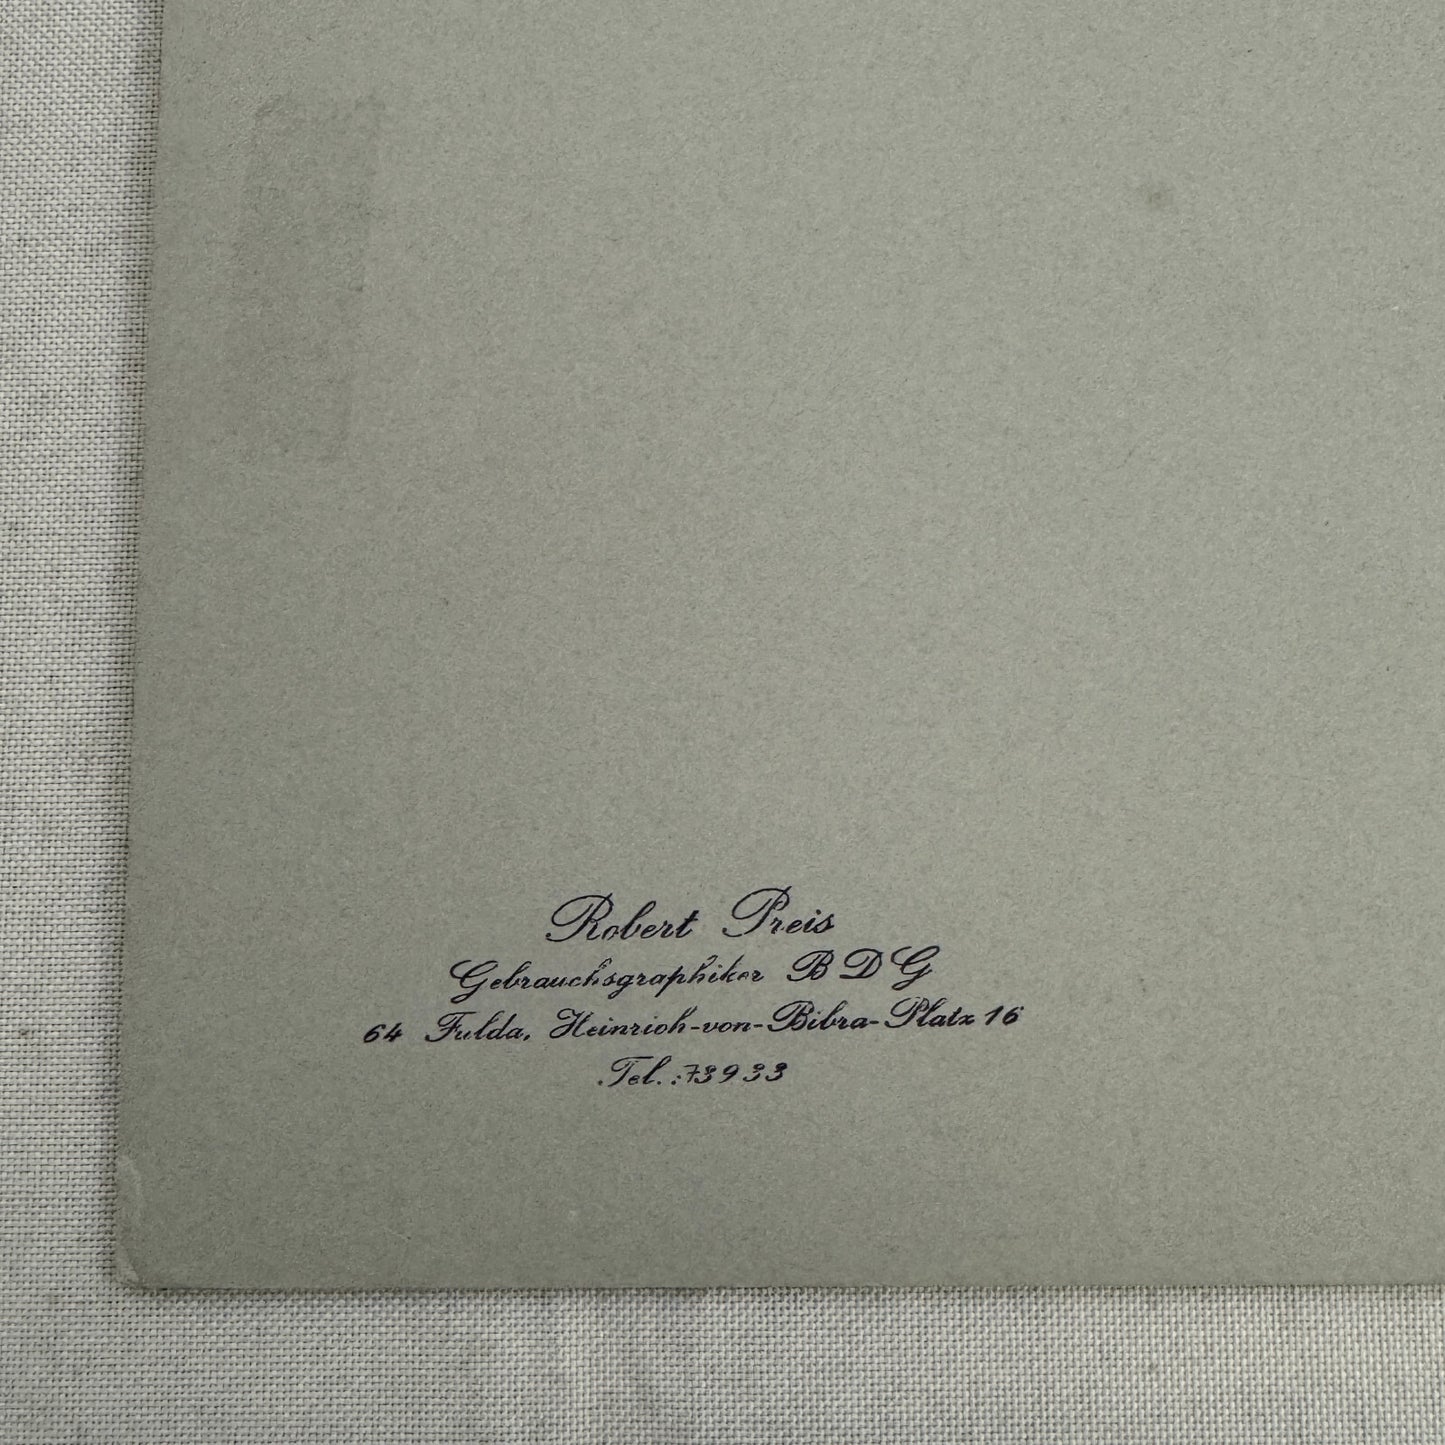 Robert Preis
Gebrauchsgraphiker BDG
64 Fulda, Heinrich-von-Bibra-Platz 16
Tel.: 73933